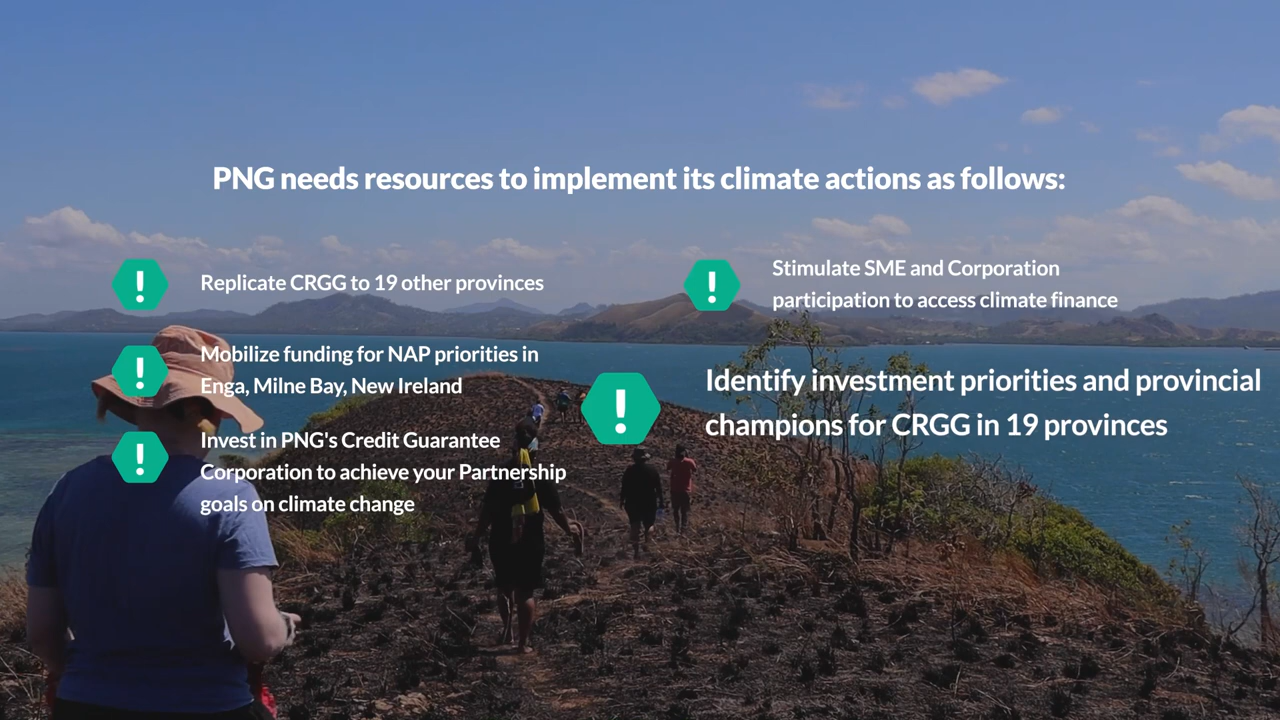 PNG needs resources to implement its climate actions as follows:
Replicate CRGG to 19 other provinces
Mobilize funding for NAP priorities in
Enga, Milne Bay, New Ireland
Invest in PNG's Credit Guarantee
Corporation to achieve your Partnership
goals on climate change
Stimulate SME and Corporation
participation to access climate finance
Identify investment priorities and provincial
champions for CRGG in 19 provinces